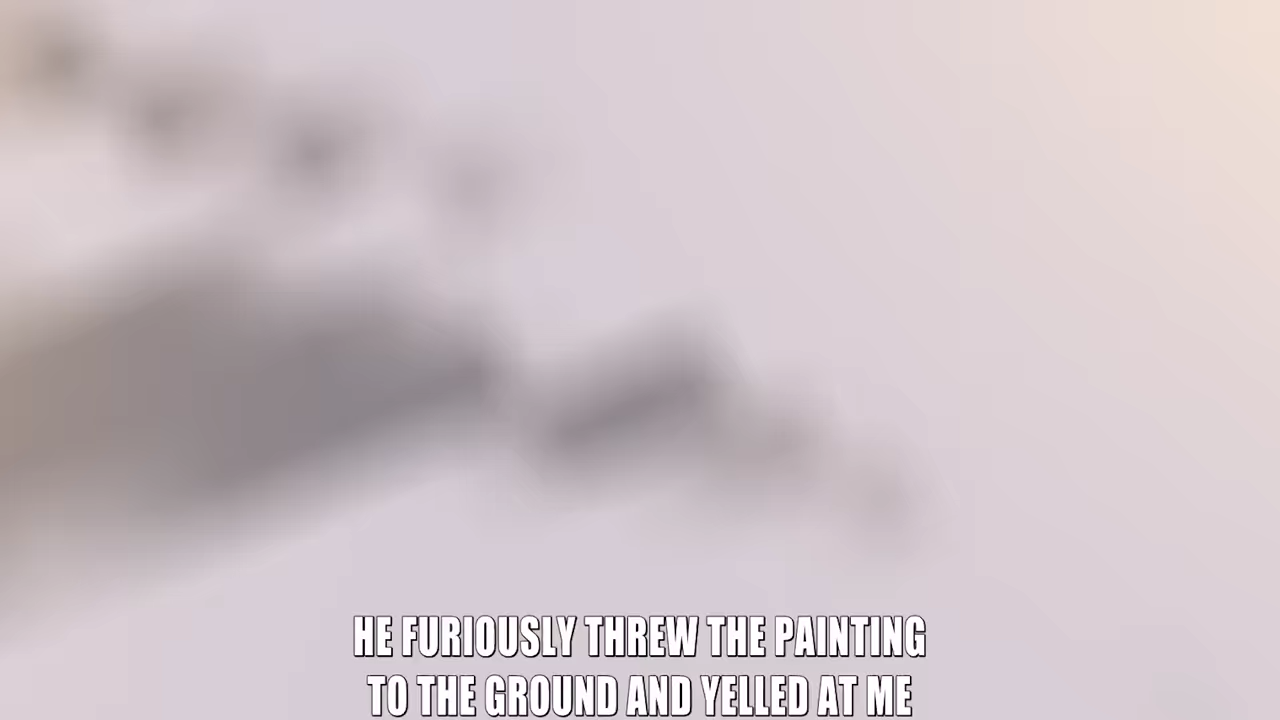 HE FURIOUSLY THREW THE PAINTING
TO THE GROUND AND YELLED AT ME